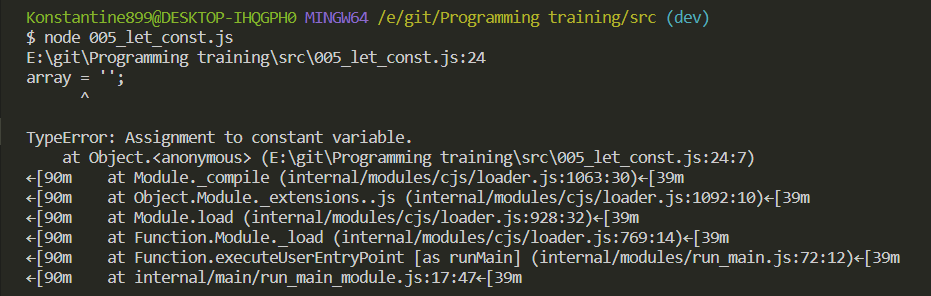 Konstantine899@DESKTOP-IHQGPH0 MINGW64 /e/git/Programming training/src (dev)
$ node 005_let_const.js
E:\git\Programming training\src\005_let_const.js:24
array = '';
      ^
TypeError: Assignment to constant variable.
    at Object.<anonymous> (E:\git\Programming training\src\005_let_const.js:24:7)
←[90m    at Module._compile (internal/modules/cjs/loader.js:1063:30)←[39m
←[90m    at Object.Module._extensions..js (internal/modules/cjs/loader.js:1092:10)←[39m
←[90m    at Module.load (internal/modules/cjs/loader.js:928:32)←[39m
←[90m    at Function.Module._load (internal/modules/cjs/loader.js:769:14)←[39m
←[90m    at Function.executeUserEntryPoint [as runMain] (internal/modules/run_main.js:72:12)←[39m
←[90m    at internal/main/run_main_module.js:17:47←[39m